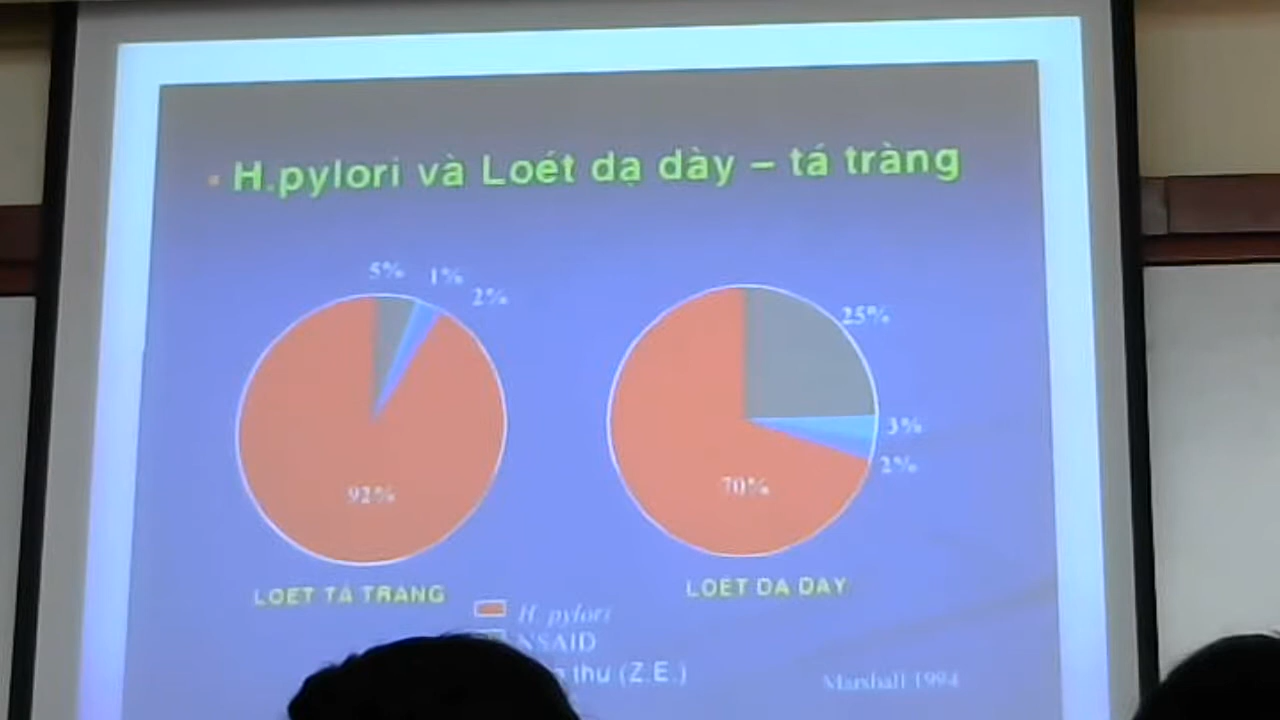 H.pylori và Loét dạ dày – tá tràng
5% 1% 2%
25%
3%
2%
92%
70%
LOET TÁ TRANG
LOET DA DAY
H. pylori
NSAID
thu (Z.E.)
Marshall 1994